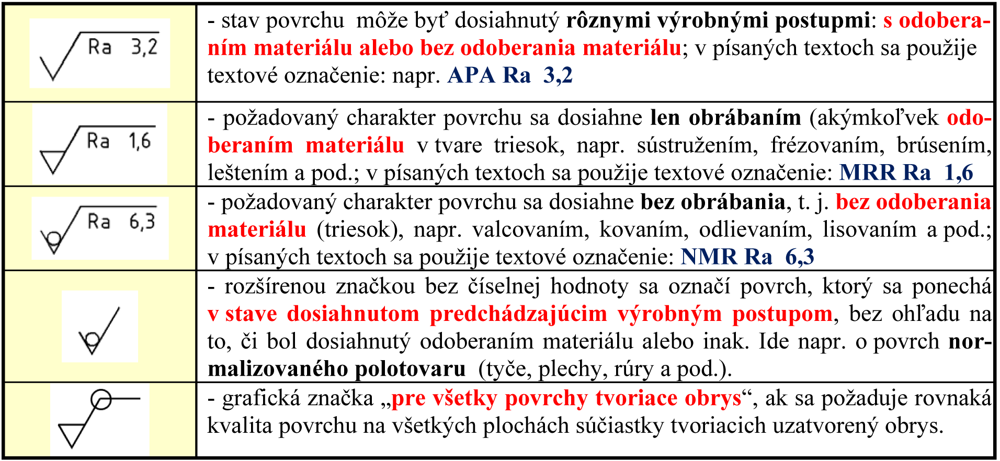 Ra 3,2
- stav povrchu môže byť dosiahnutý rôznymi výrobnými postupmi: s odobera-
ním materiálu alebo bez odoberania materiálu; v písaných textoch sa použije
textové označenie: napr. APA Ra 3,2
Ra 1,6
- požadovaný charakter povrchu sa dosiahne len obrábaním (akýmkoľvek odo-
beraním materiálu v tvare triesok, napr. sústružením, frézovaním, brúsením,
leštením a pod.; v písaných textoch sa použije textové označenie: MRR Ra 1,6
Ra 6,3
- požadovaný charakter povrchu sa dosiahne bez obrábania, t. j. bez odoberania
materiálu (triesok), napr. valcovaním, kovaním, odlievaním, lisovaním a pod.;
v písaných textoch sa použije textové označenie: NMR Ra 6,3
- rozšírenou značkou bez číselnej hodnoty sa označí povrch, ktorý sa ponechá
v stave dosiahnutom predchádzajúcim výrobným postupom, bez ohľadu na
to, či bol dosiahnutý odoberaním materiálu alebo inak. Ide napr. o povrch nor-
malizovaného polotovaru (tyče, plechy, rúry a pod.).
- grafická značka „pre všetky povrchy tvoriace obrys“, ak sa požaduje rovnaká
kvalita povrchu na všetkých plochách súčiastky tvoriacich uzatvorený obrys.